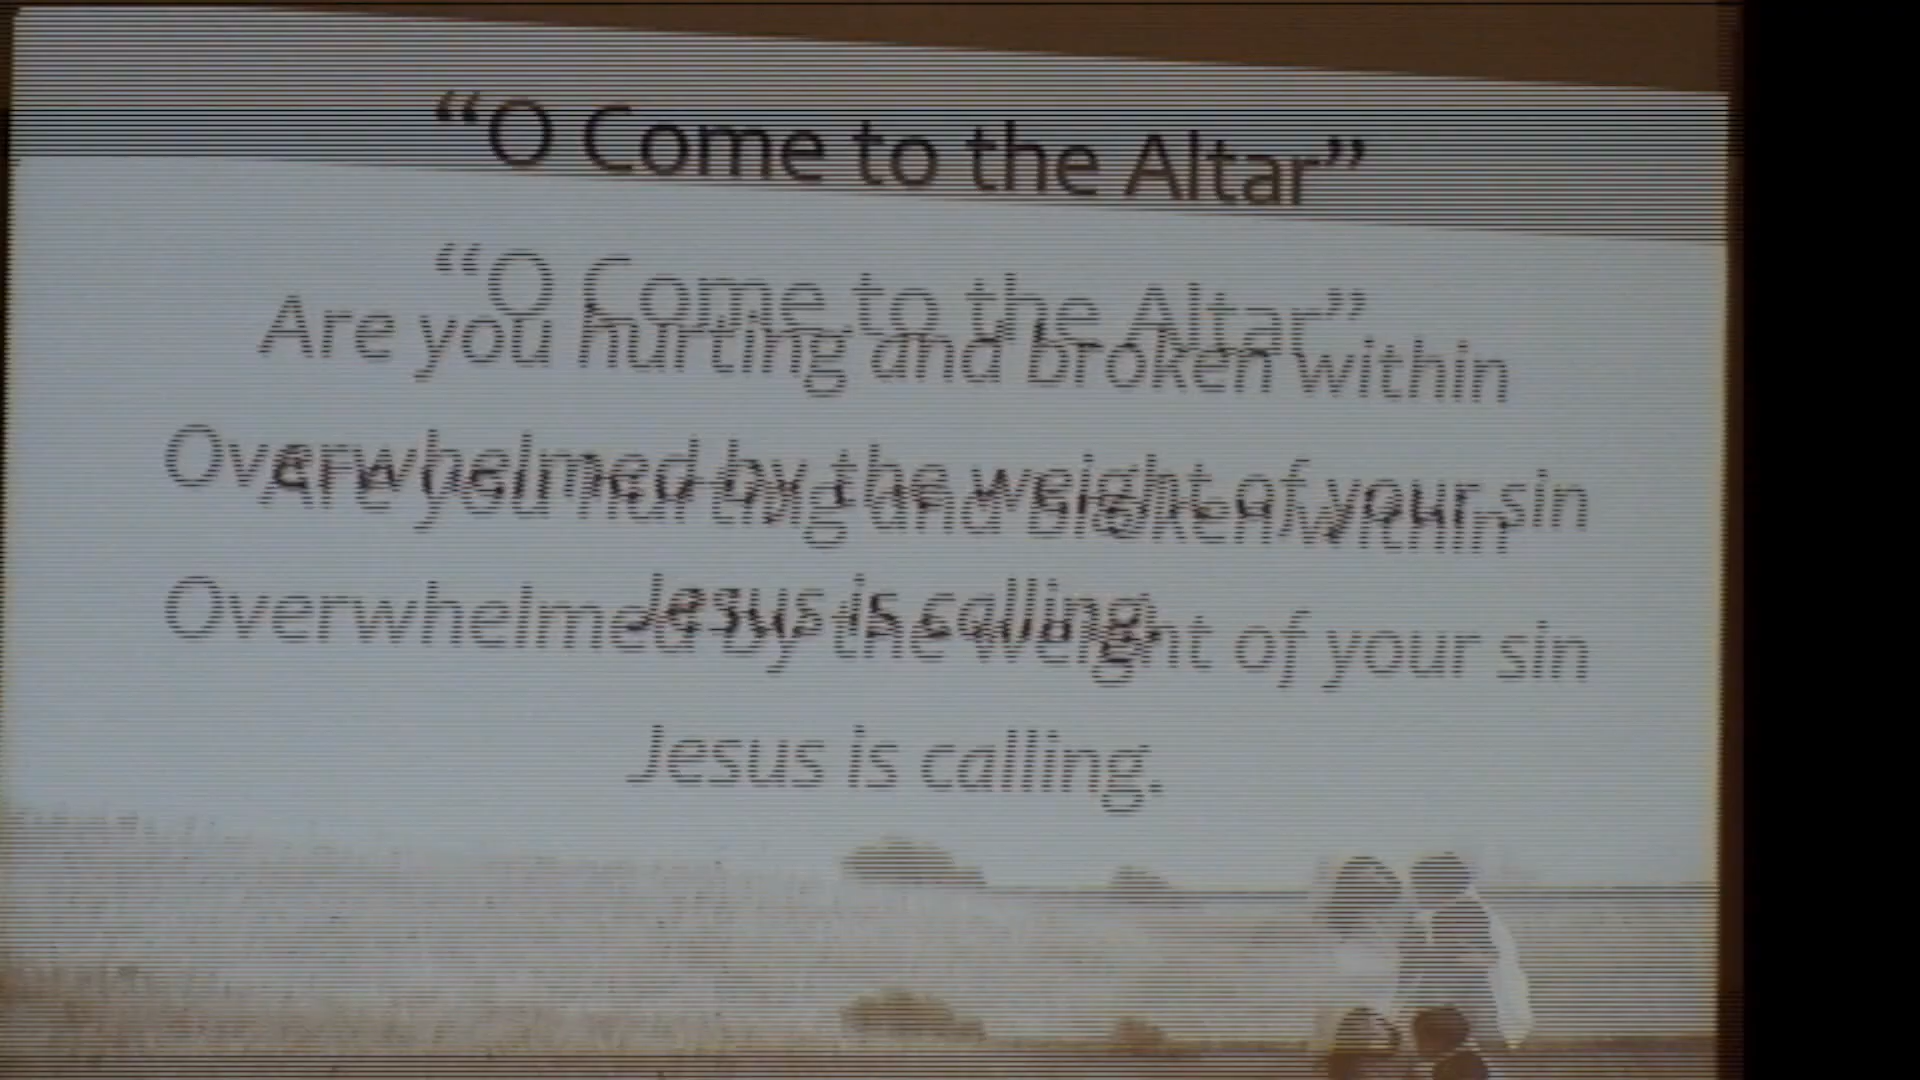 “O Come to the Altar”
Are you hurting and broken within
Overwhelmed by the weight of your sin
Jesus is calling.